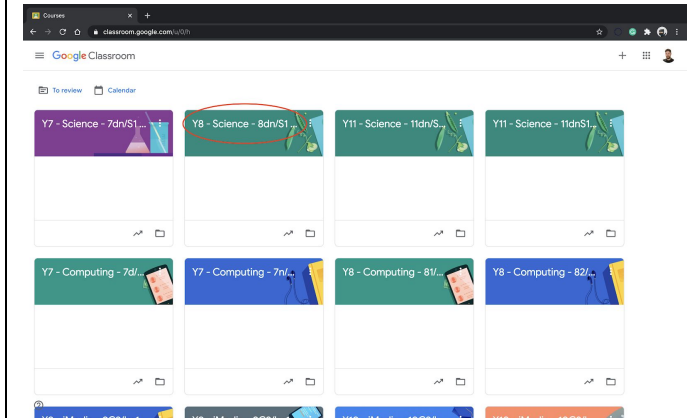 Courses
classroom.google.com/u/0/h
Google Classroom
To review Calendar
Y7 - Science - 7dn/S1 ...
Y8 - Science - 8dn/S1 ...
Y11 - Science - 11dn/S...
Y11 - Science - 11dnS1...
Y7 - Computing - 7d/...
Y7 - Computing - 7n/...
Y8 - Computing - 81/...
Y8 - Computing - 82/...